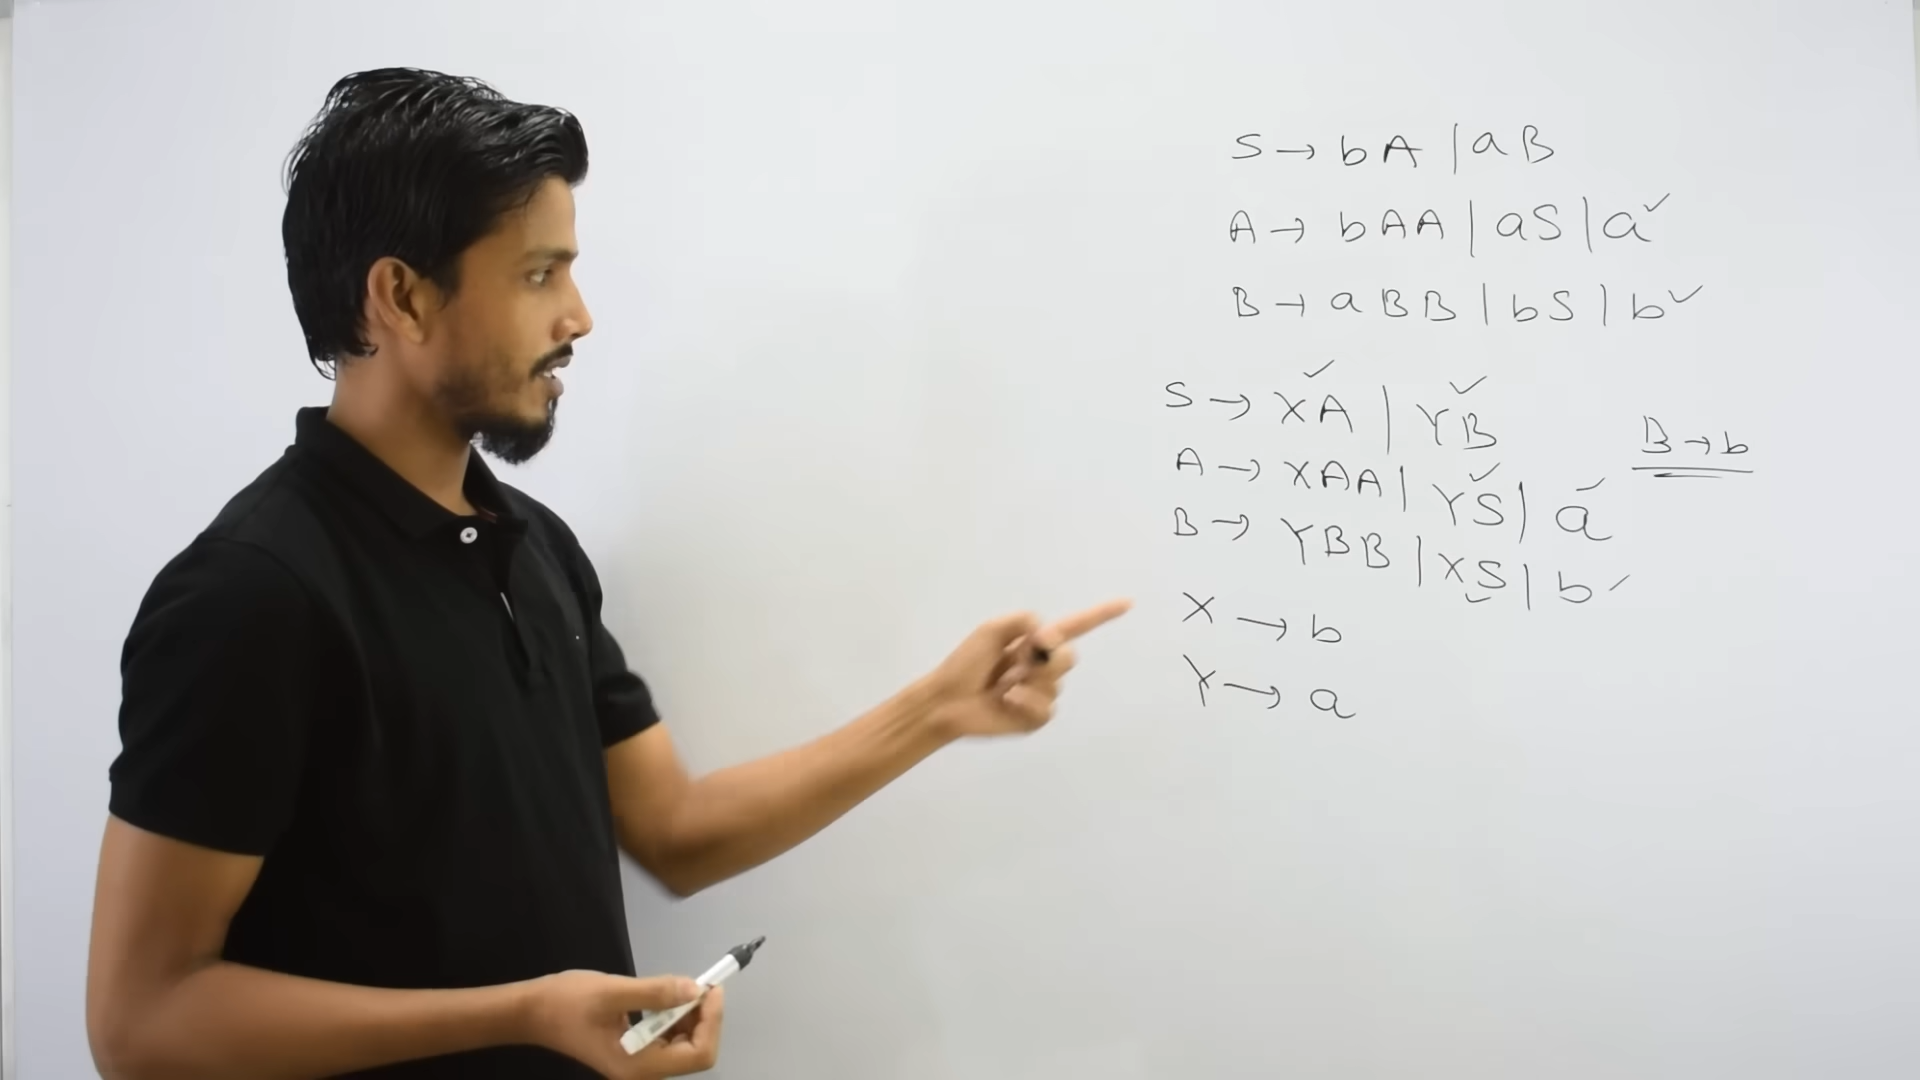 S → bA | aB
A → bAA | aS | a ✓
B → aBB | bS | b ✓
S → XA ✓ | YB ✓
B → b
A → XAA | YS ✓ | a ✓
B → YBB | XS ✓ | b ✓
X → b
Y → a